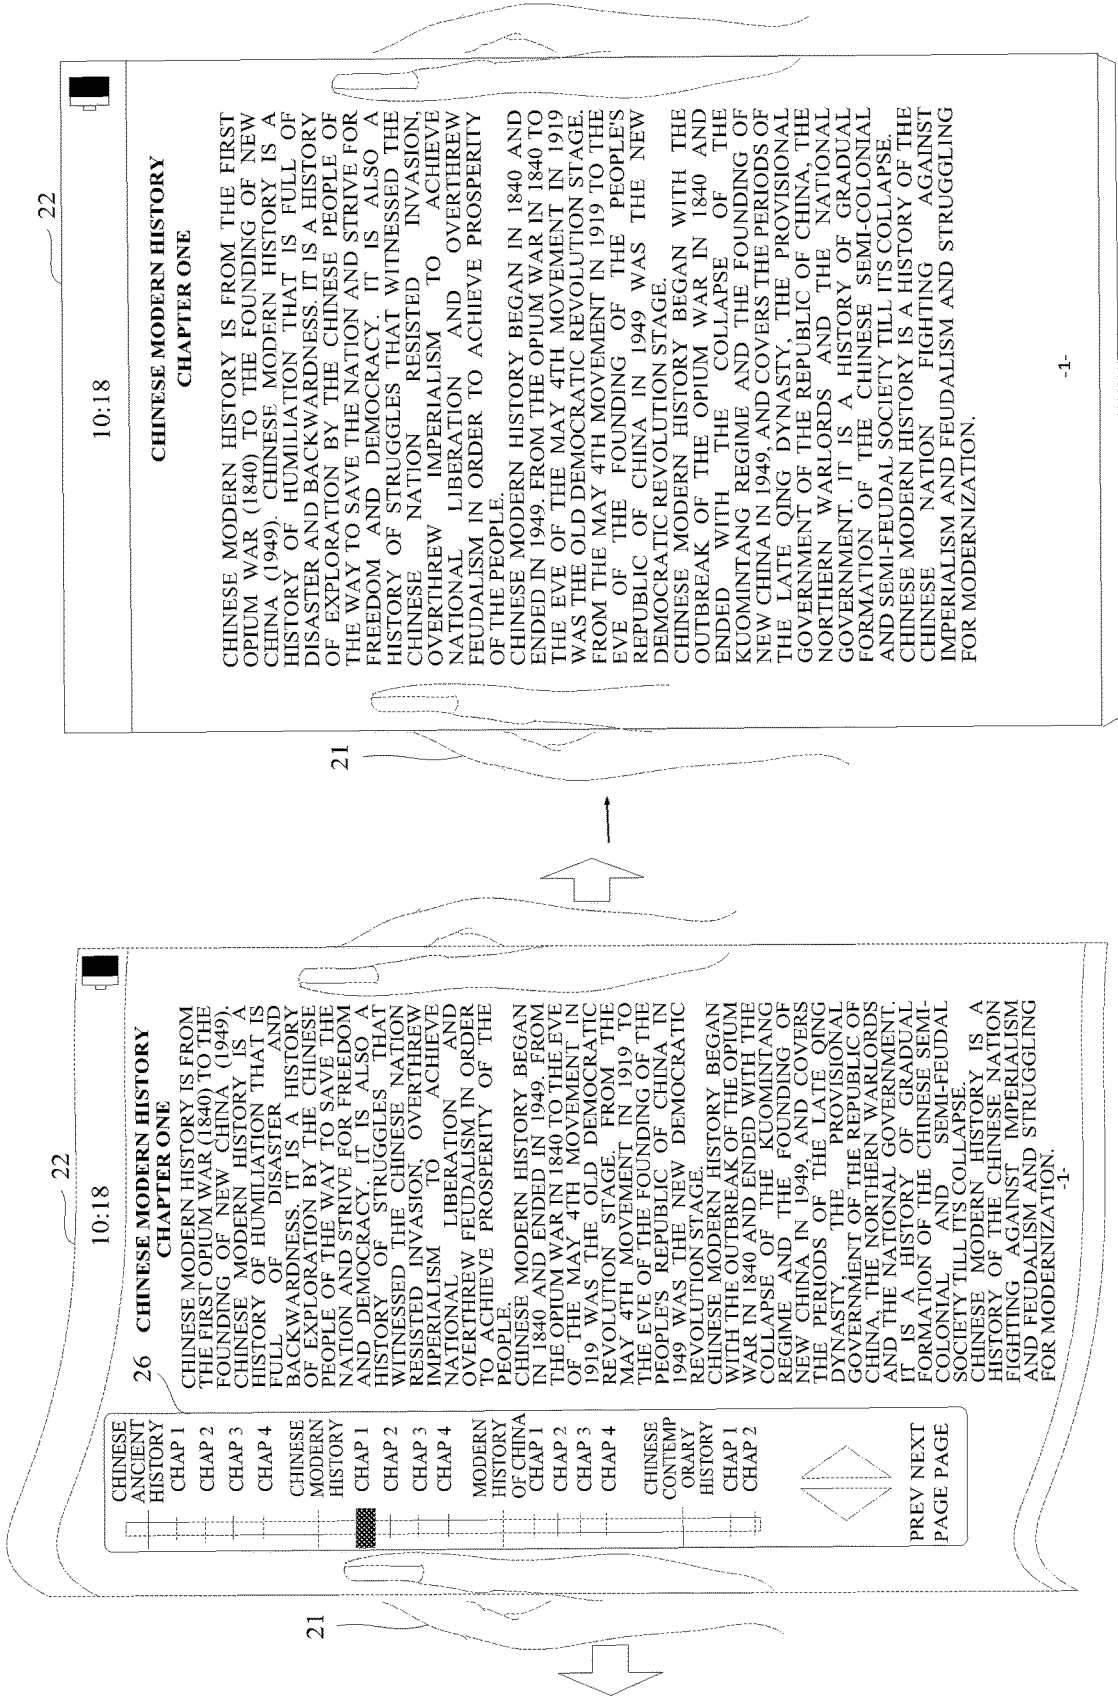 22
10:18
26
CHINESE MODERN HISTORY
CHAPTER ONE
CHINESE MODERN HISTORY IS FROM
THE FIRST OPIUM WAR (1840) TO THE
FOUNDING OF NEW CHINA (1949).
CHINESE MODERN HISTORY IS A
HISTORY OF HUMILIATION THAT IS
FULL OF DISASTER AND
BACKWARDNESS. IT IS A HISTORY
OF EXPLORATION BY THE CHINESE
PEOPLE OF THE WAY TO SAVE THE
NATION AND STRIVE FOR FREEDOM
AND DEMOCRACY. IT IS ALSO A
HISTORY OF STRUGGLES THAT
WITNESSED THE CHINESE NATION
RESISTED INVASION, OVERTHREW
IMPERIALISM TO ACHIEVE
NATIONAL LIBERATION AND
OVERTHREW FEUDALISM IN ORDER
TO ACHIEVE PROSPERITY OF THE
PEOPLE.
CHINESE MODERN HISTORY BEGAN
IN 1840 AND ENDED IN 1949. FROM
THE OPIUM WAR IN 1840 TO THE EVE
OF THE MAY 4TH MOVEMENT IN
1919 WAS THE OLD DEMOCRATIC
REVOLUTION STAGE. FROM THE
MAY 4TH MOVEMENT IN 1919 TO
THE EVE OF THE FOUNDING OF THE
PEOPLE'S REPUBLIC OF CHINA IN
1949 WAS THE NEW DEMOCRATIC
REVOLUTION STAGE.
CHINESE MODERN HISTORY BEGAN
WITH THE OUTBREAK OF THE OPIUM
WAR IN 1840 AND ENDED WITH THE
COLLAPSE OF THE KUOMINTANG
REGIME AND THE FOUNDING OF
NEW CHINA IN 1949, AND COVERS
THE PERIODS OF THE LATE QING
DYNASTY, THE PROVISIONAL
GOVERNMENT OF THE REPUBLIC OF
CHINA, THE NORTHERN WARLORDS
AND THE NATIONAL GOVERNMENT.
IT IS A HISTORY OF GRADUAL
FORMATION OF THE CHINESE SEMI-
COLONIAL AND SEMI-FEUDAL
SOCIETY TILL ITS COLLAPSE.
CHINESE MODERN HISTORY IS A
HISTORY OF THE CHINESE NATION
FIGHTING AGAINST IMPERIALISM
AND FEUDALISM AND STRUGGLING
FOR MODERNIZATION.
-1-
CHINESE
ANCIENT
HISTORY
CHAP 1
CHAP 2
CHAP 3
CHAP 4
CHINESE
MODERN
HISTORY
CHAP 1
CHAP 2
CHAP 3
CHAP 4
MODERN
HISTORY
OF CHINA
CHAP 1
CHAP 2
CHAP 3
CHAP 4
CHINESE
CONTEMP
ORARY
HISTORY
CHAP 1
CHAP 2
PREV NEXT
PAGE PAGE
21
22
10:18
CHINESE MODERN HISTORY
CHAPTER ONE
CHINESE MODERN HISTORY IS FROM THE FIRST
OPIUM WAR (1840) TO THE FOUNDING OF NEW
CHINA (1949). CHINESE MODERN HISTORY IS A
HISTORY OF HUMILIATION THAT IS FULL OF
DISASTER AND BACKWARDNESS. IT IS A HISTORY
OF EXPLORATION BY THE CHINESE PEOPLE OF
THE WAY TO SAVE THE NATION AND STRIVE FOR
FREEDOM AND DEMOCRACY. IT IS ALSO A
HISTORY OF STRUGGLES THAT WITNESSED THE
CHINESE NATION RESISTED INVASION,
OVERTHREW IMPERIALISM TO ACHIEVE
NATIONAL LIBERATION AND OVERTHREW
FEUDALISM IN ORDER TO ACHIEVE PROSPERITY
OF THE PEOPLE.
CHINESE MODERN HISTORY BEGAN IN 1840 AND
ENDED IN 1949. FROM THE OPIUM WAR IN 1840 TO
THE EVE OF THE MAY 4TH MOVEMENT IN 1919
WAS THE OLD DEMOCRATIC REVOLUTION STAGE.
FROM THE MAY 4TH MOVEMENT IN 1919 TO THE
EVE OF THE FOUNDING OF THE PEOPLE'S
REPUBLIC OF CHINA IN 1949 WAS THE NEW
DEMOCRATIC REVOLUTION STAGE.
CHINESE MODERN HISTORY BEGAN WITH THE
OUTBREAK OF THE OPIUM WAR IN 1840 AND
ENDED WITH THE COLLAPSE OF THE
KUOMINTANG REGIME AND THE FOUNDING OF
NEW CHINA IN 1949, AND COVERS THE PERIODS OF
THE LATE QING DYNASTY, THE PROVISIONAL
GOVERNMENT OF THE REPUBLIC OF CHINA, THE
NORTHERN WARLORDS AND THE NATIONAL
GOVERNMENT. IT IS A HISTORY OF GRADUAL
FORMATION OF THE CHINESE SEMI-COLONIAL
AND SEMI-FEUDAL SOCIETY TILL ITS COLLAPSE.
CHINESE MODERN HISTORY IS A HISTORY OF THE
CHINESE NATION FIGHTING AGAINST
IMPERIALISM AND FEUDALISM AND STRUGGLING
FOR MODERNIZATION.
-1-
21